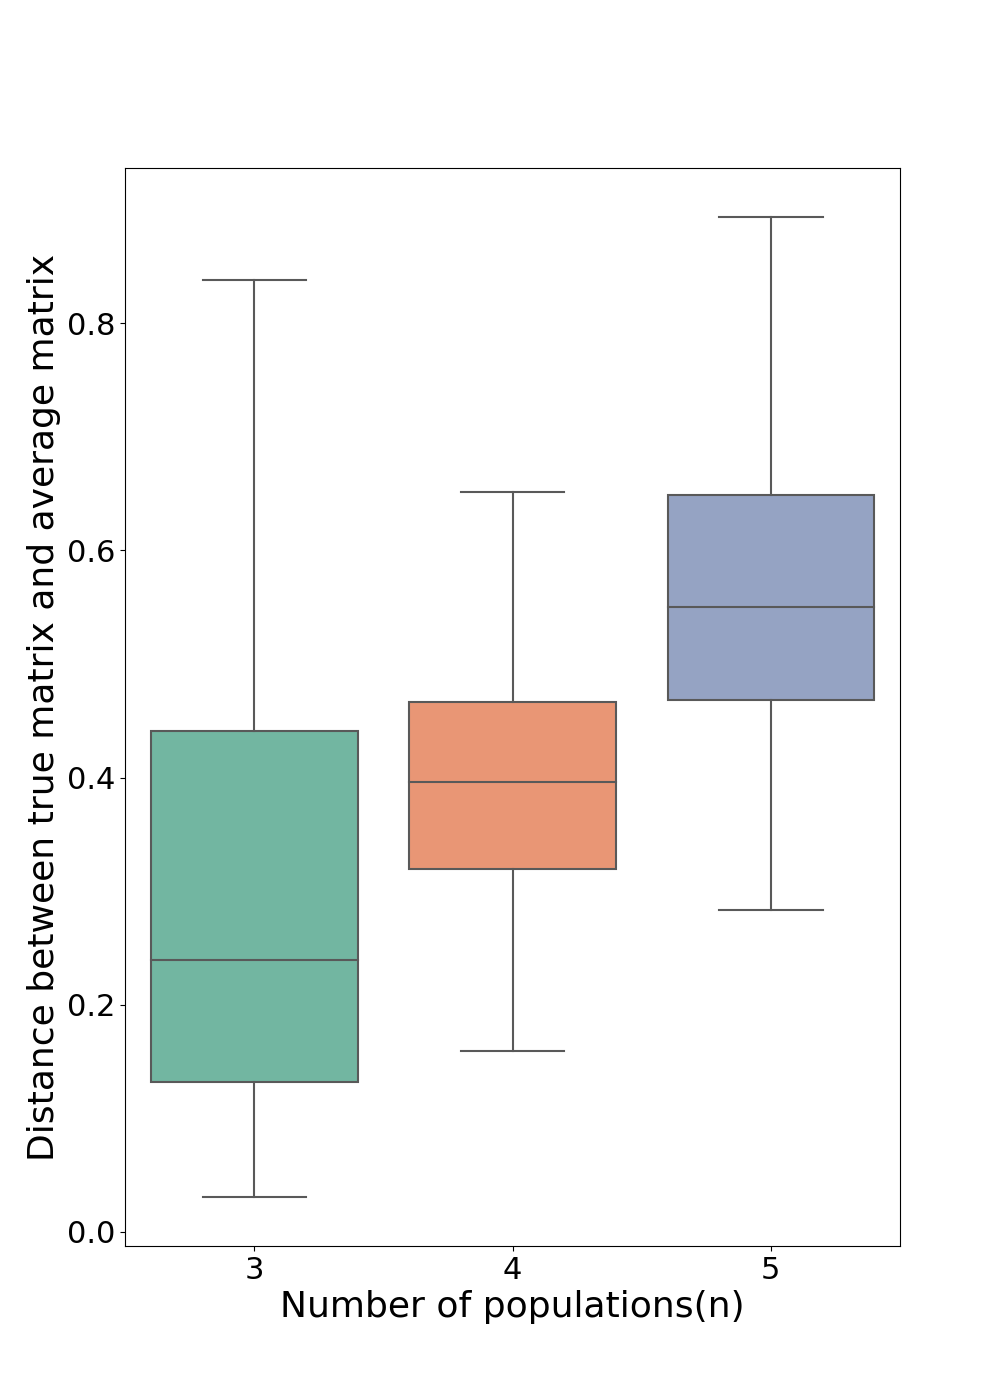 Distance between true matrix and average matrix
0.8
0.6
0.4
0.2
0.0
3 4 5
Number of populations(n)